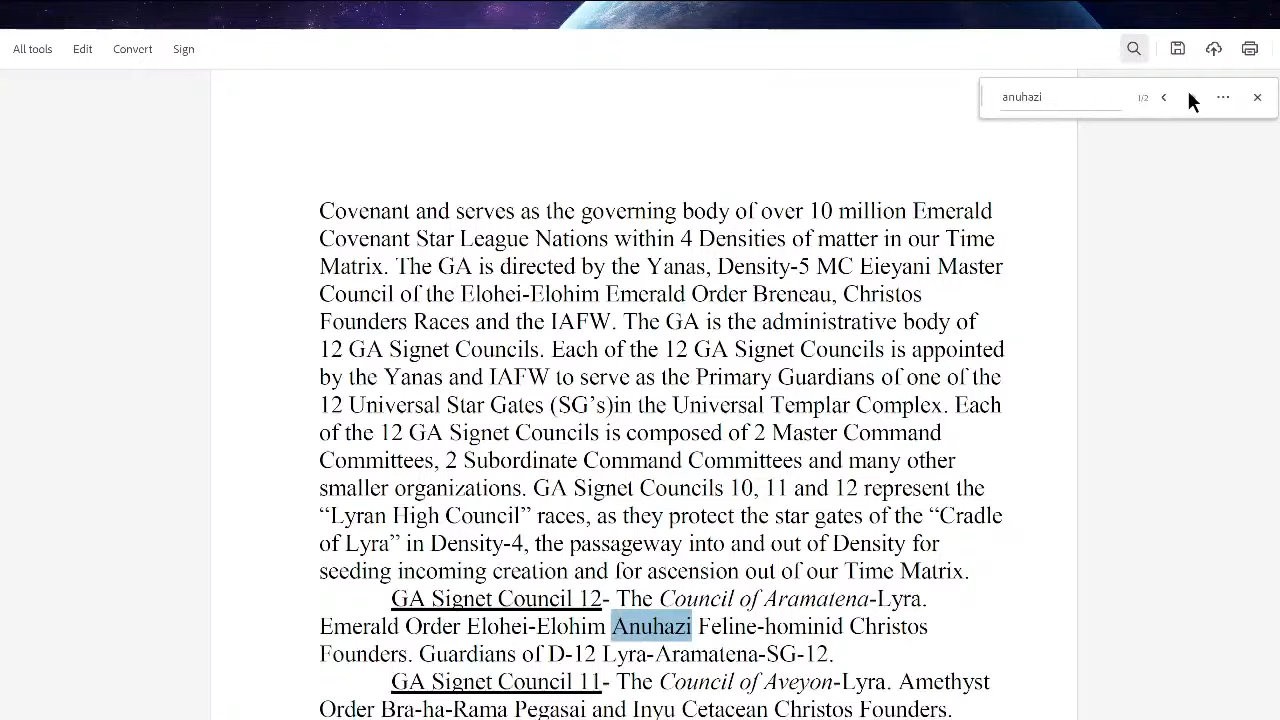 All tools Edit Convert Sign
anuhazi 1/2
Covenant and serves as the governing body of over 10 million Emerald
Covenant Star League Nations within 4 Densities of matter in our Time
Matrix. The GA is directed by the Yanas, Density-5 MC Eieyani Master
Council of the Elohei-Elohim Emerald Order Breneau, Christos
Founders Races and the IAFW. The GA is the administrative body of
12 GA Signet Councils. Each of the 12 GA Signet Councils is appointed
by the Yanas and IAFW to serve as the Primary Guardians of one of the
12 Universal Star Gates (SG’s)in the Universal Templar Complex. Each
of the 12 GA Signet Councils is composed of 2 Master Command
Committees, 2 Subordinate Command Committees and many other
smaller organizations. GA Signet Councils 10, 11 and 12 represent the
“Lyran High Council” races, as they protect the star gates of the “Cradle
of Lyra” in Density-4, the passageway into and out of Density for
seeding incoming creation and for ascension out of our Time Matrix.
GA Signet Council 12- The Council of Aramatena-Lyra.
Emerald Order Elohei-Elohim Anuhazi Feline-hominid Christos
Founders. Guardians of D-12 Lyra-Aramatena-SG-12.
GA Signet Council 11- The Council of Aveyon-Lyra. Amethyst
Order Bra-ha-Rama Pegasai and Inyu Cetacean Christos Founders.